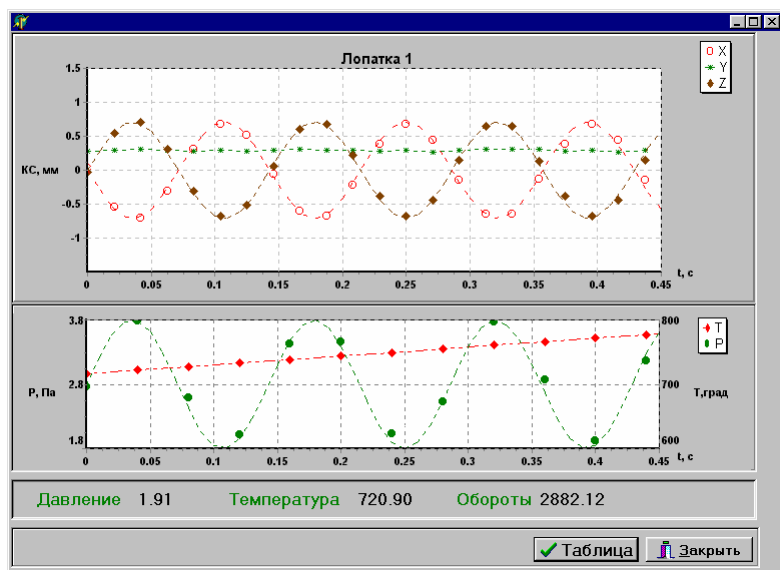 Лопатка 1
X
Y
Z
1.5
1
0.5
КС, мм
0
-0.5
-1
t, c
0 0.05 0.1 0.15 0.2 0.25 0.3 0.35 0.4 0.45
T
P
3.8 800
2.8 700
P, Па T,град
1.8 600
0 0.05 0.1 0.15 0.2 0.25 0.3 0.35 0.4 0.45
t, c
Давление 1.91 Температура 720.90 Обороты 2882.12
Таблица Закрыть